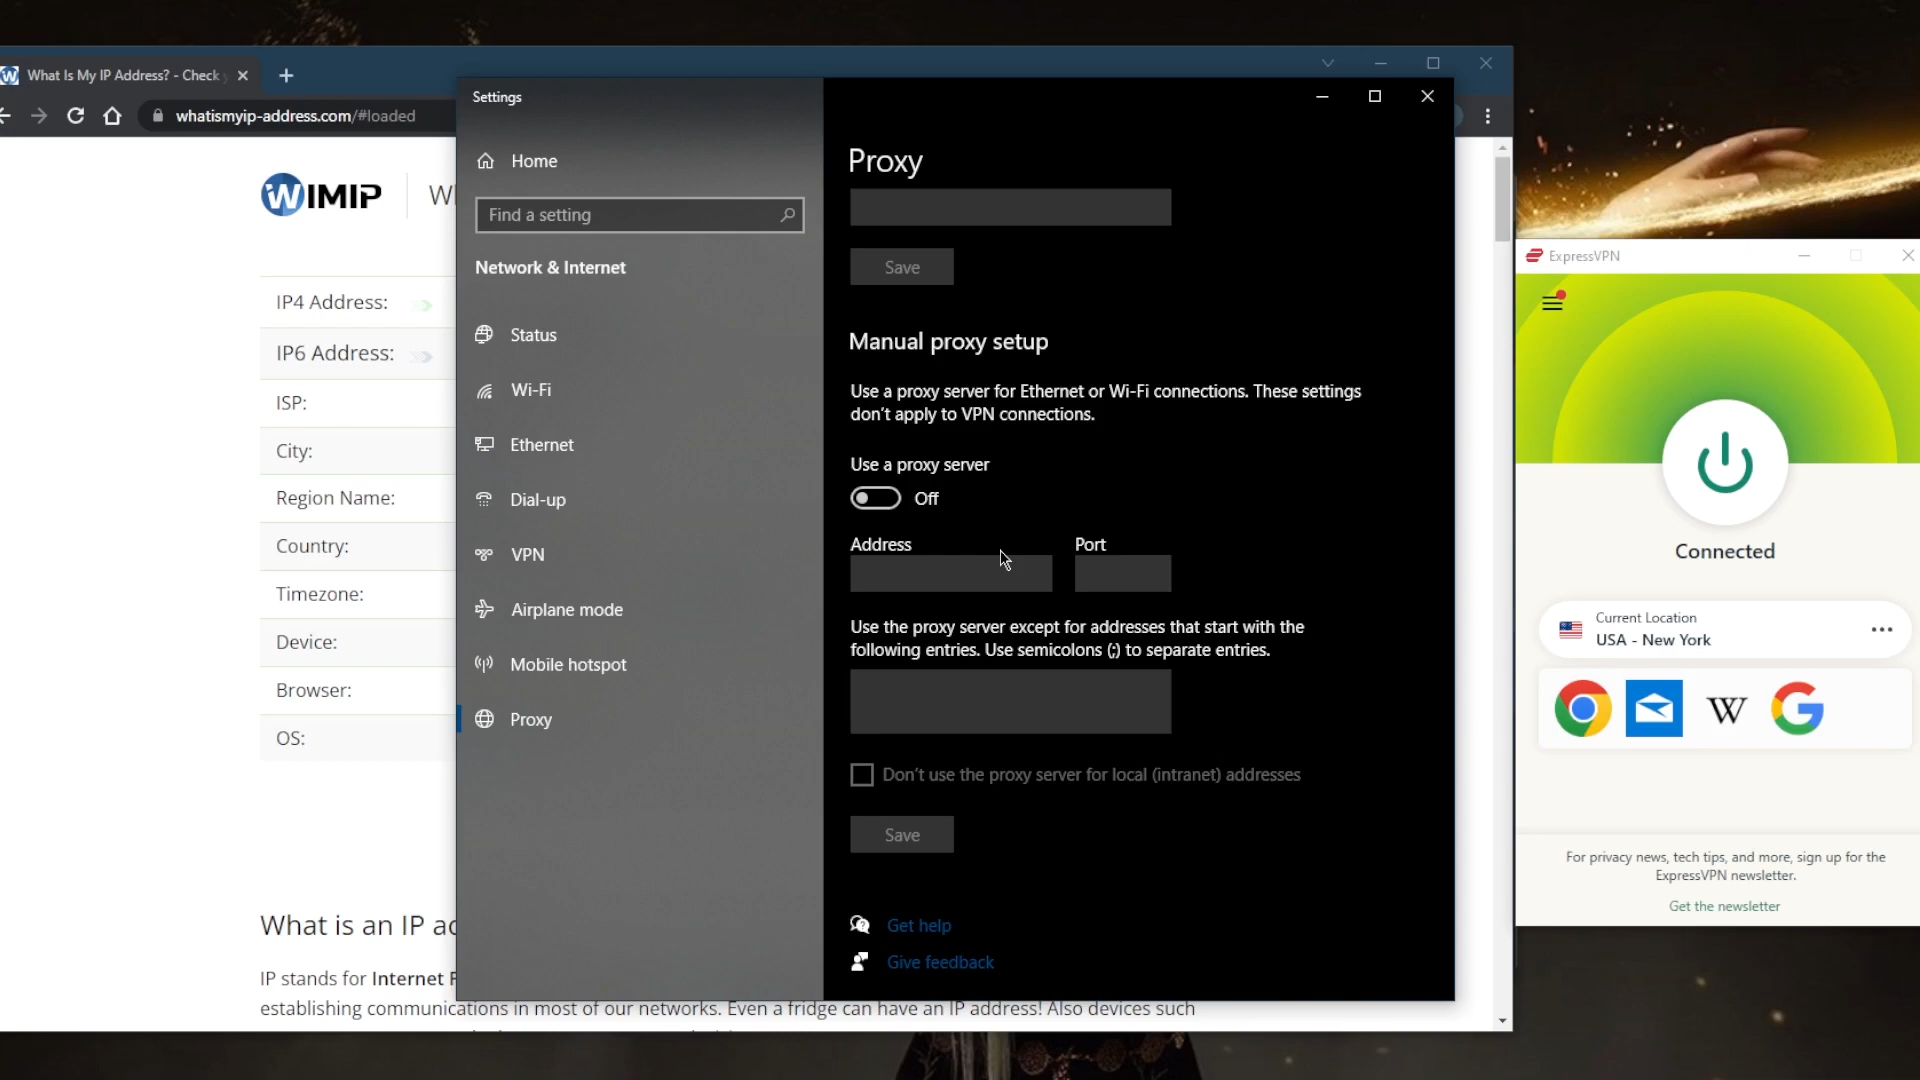 What Is My IP Address? - Check
whatismyip-address.com/#loaded
WIMIP
IP4 Address:
IP6 Address:
ISP:
City:
Region Name:
Country:
Timezone:
Device:
Browser:
OS:
What is an IP
IP stands for Internet
establishing communications in most of our networks. Even a fridge can have an IP address! Also devices such
Settings
Home
Find a setting
Network & Internet
Status
Wi-Fi
Ethernet
Dial-up
VPN
Airplane mode
Mobile hotspot
Proxy
Proxy
Save
Manual proxy setup
Use a proxy server for Ethernet or Wi-Fi connections. These settings
don't apply to VPN connections.
Use a proxy server
Off
Address Port
Use the proxy server except for addresses that start with the
following entries. Use semicolons (;) to separate entries.
Don't use the proxy server for local (intranet) addresses
Save
Get help
Give feedback
ExpressVPN
Connected
Current Location
USA - New York
W G
For privacy news, tech tips, and more, sign up for the
ExpressVPN newsletter.
Get the newsletter